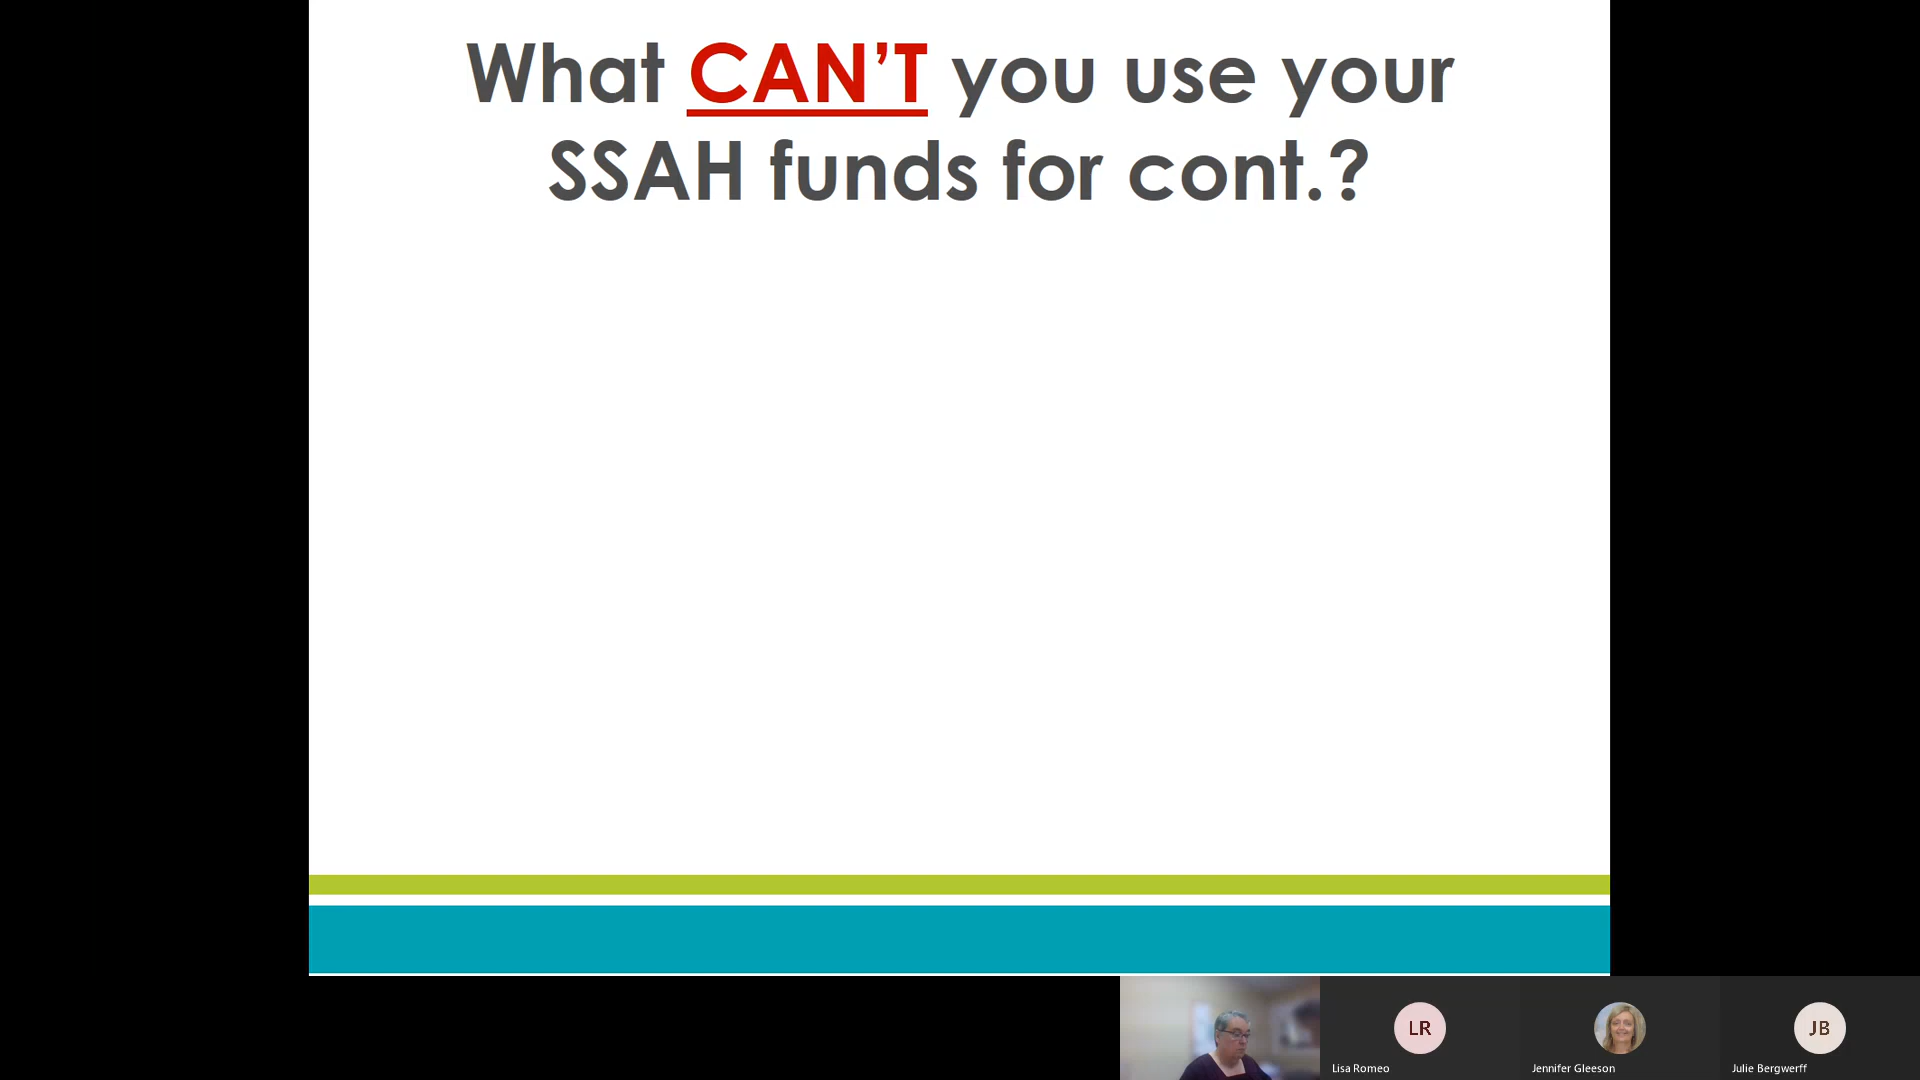 What CAN’T you use your
SSAH funds for cont.?
LR
JB
Lisa Romeo
Jennifer Gleeson
Julie Bergwerff